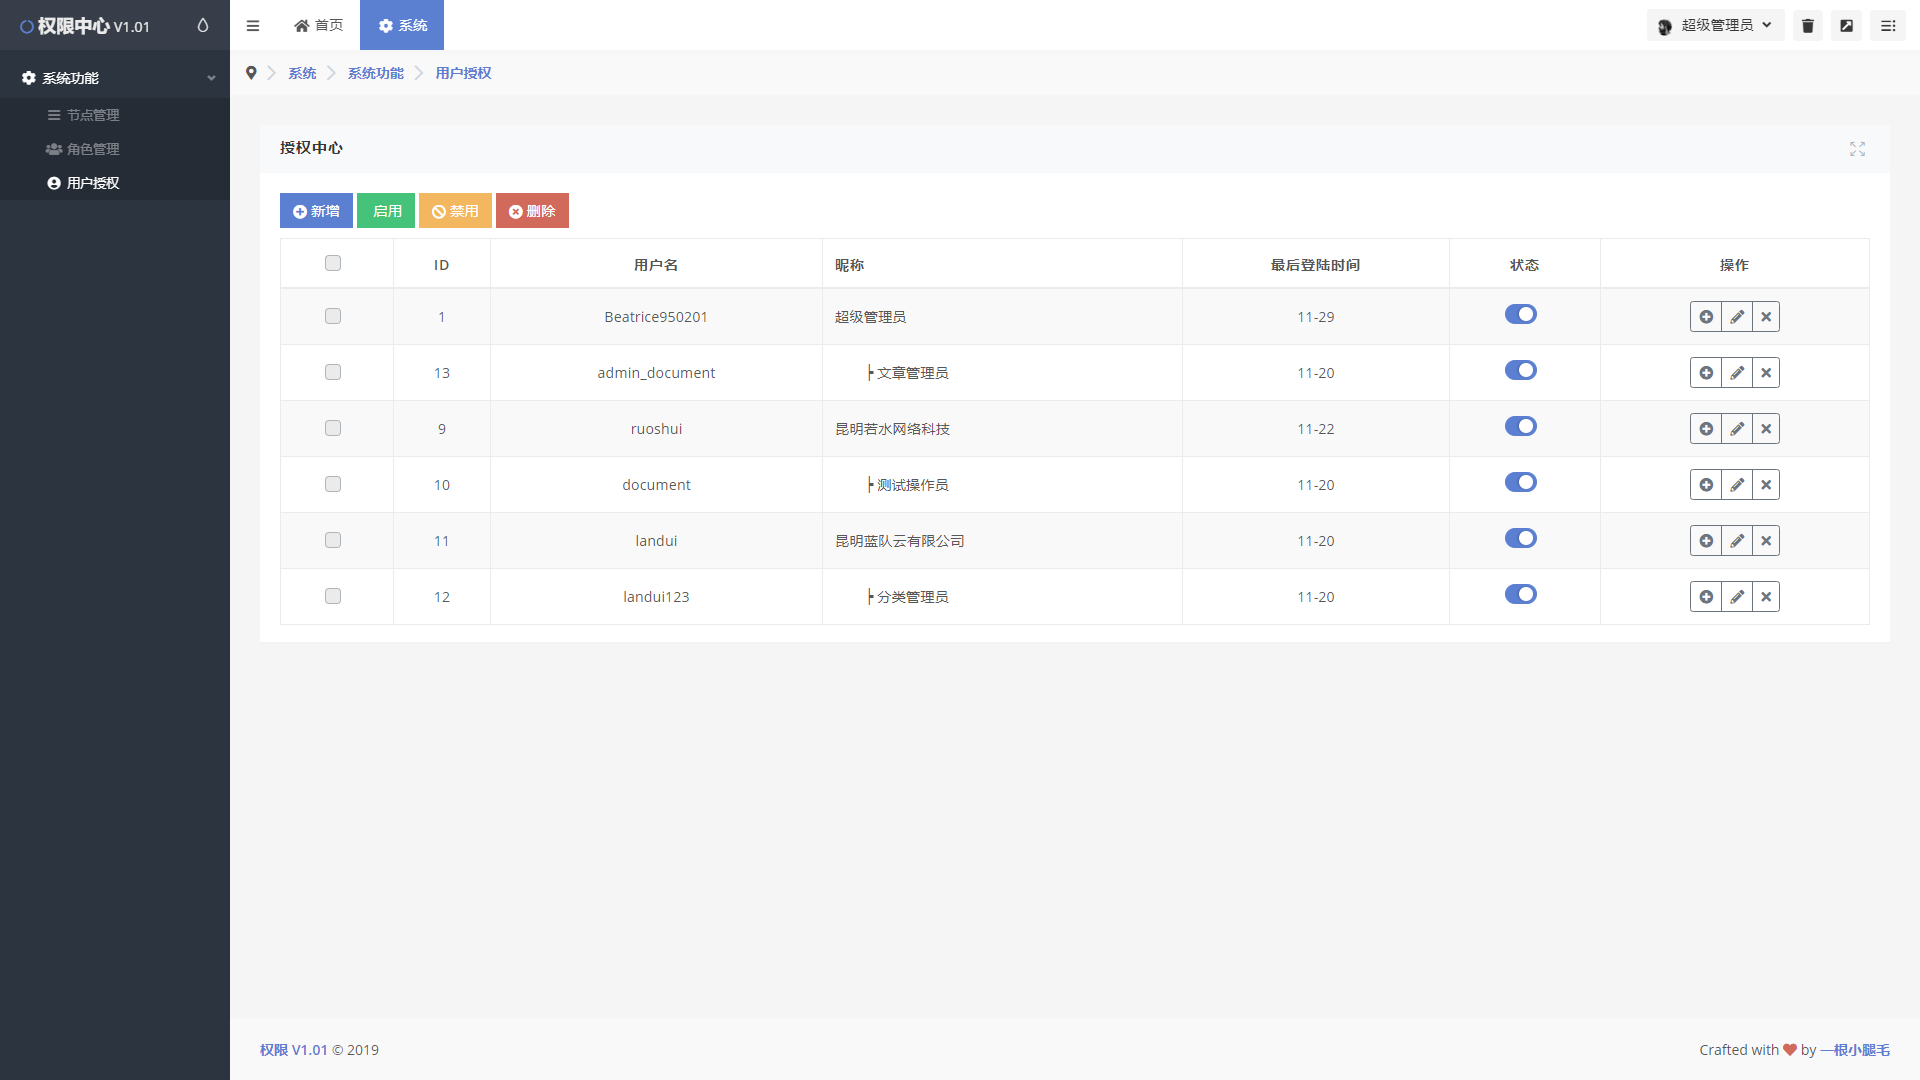 权限中心 V1.01
首页
系统
超级管理员
系统功能
节点管理
角色管理
用户授权
系统 系统功能 用户授权
授权中心
新增 启用 禁用 删除
ID 用户名 昵称 最后登陆时间 状态 操作
1 Beatrice950201 超级管理员 11-29
13 admin_document ┝ 文章管理员 11-20
9 ruoshui 昆明若水网络科技 11-22
10 document ┝ 测试操作员 11-20
11 landui 昆明蓝队云有限公司 11-20
12 landui123 ┝ 分类管理员 11-20
权限 V1.01 © 2019
Crafted with ❤ by 一根小腿毛